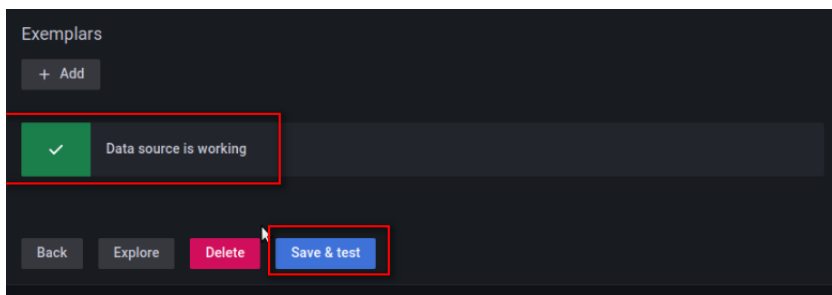 Exemplars
+ Add
Data source is working
Back Explore Delete Save & test